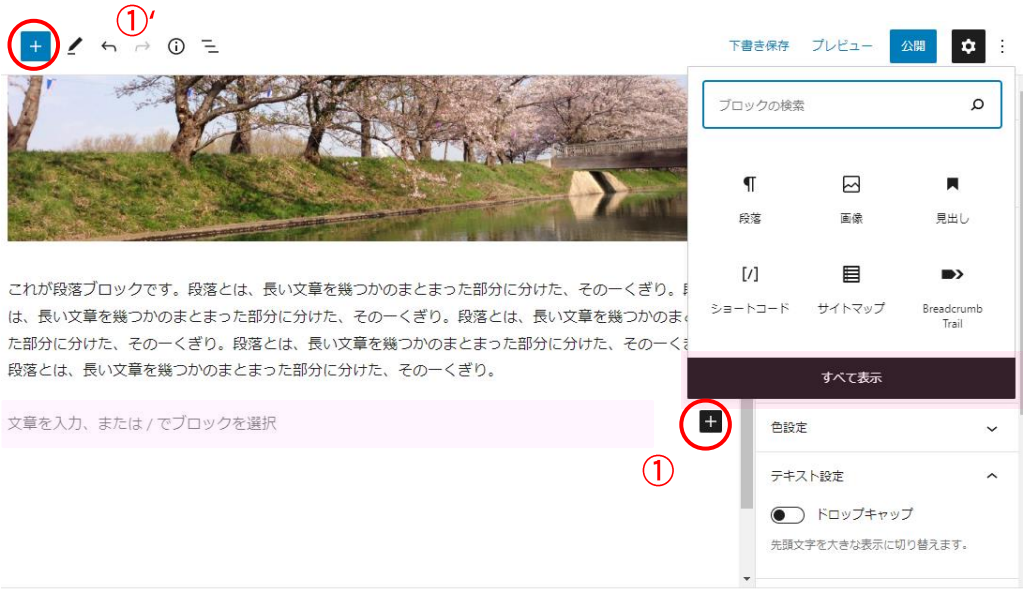 ①′
下書き保存 プレビュー 公開
ブロックの検索
段落 画像 見出し
[/]
ショートコード サイトマップ Breadcrumb Trail
すべて表示
これが段落ブロックです。段落とは、長い文章を幾つかのまとまった部分に分けた、その一くぎり。
は、長い文章を幾つかのまとまった部分に分けた、その一くぎり。段落とは、長い文章を幾つかのま
た部分に分けた、その一くぎり。段落とは、長い文章を幾つかのまとまった部分に分けた、その一く
段落とは、長い文章を幾つかのまとまった部分に分けた、その一くぎり。
文章を入力、または / でブロックを選択
①
色設定
テキスト設定
ドロップキャップ
先頭文字を大きな表示に切り替えます。